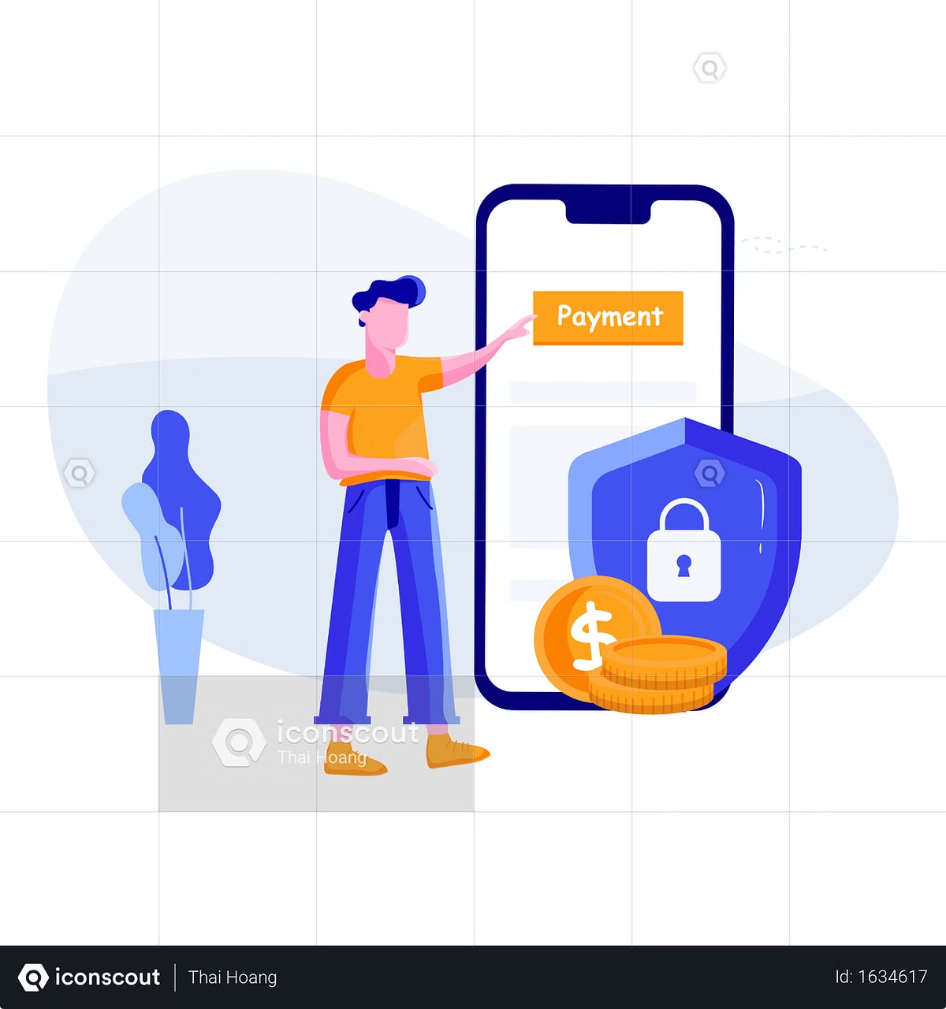 Payment
$
iconscout
Thai Hoang
iconscout | Thai Hoang
Id: 1634617